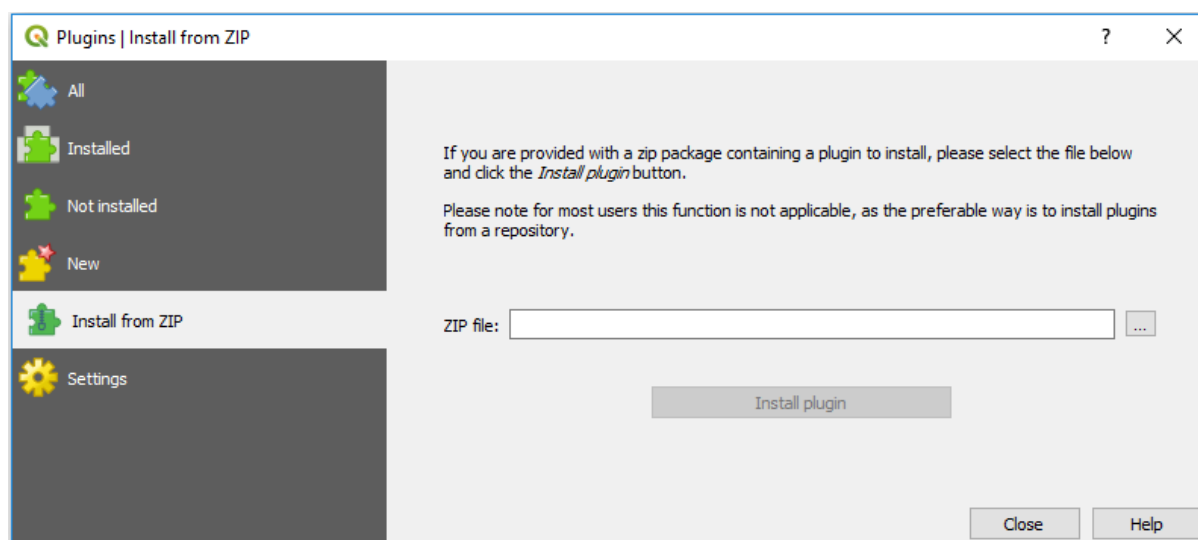 Plugins | Install from ZIP
?
All
Installed
Not installed
New
Install from ZIP
Settings
If you are provided with a zip package containing a plugin to install, please select the file below
and click the Install plugin button.
Please note for most users this function is not applicable, as the preferable way is to install plugins
from a repository.
ZIP file:
...
Install plugin
Close
Help